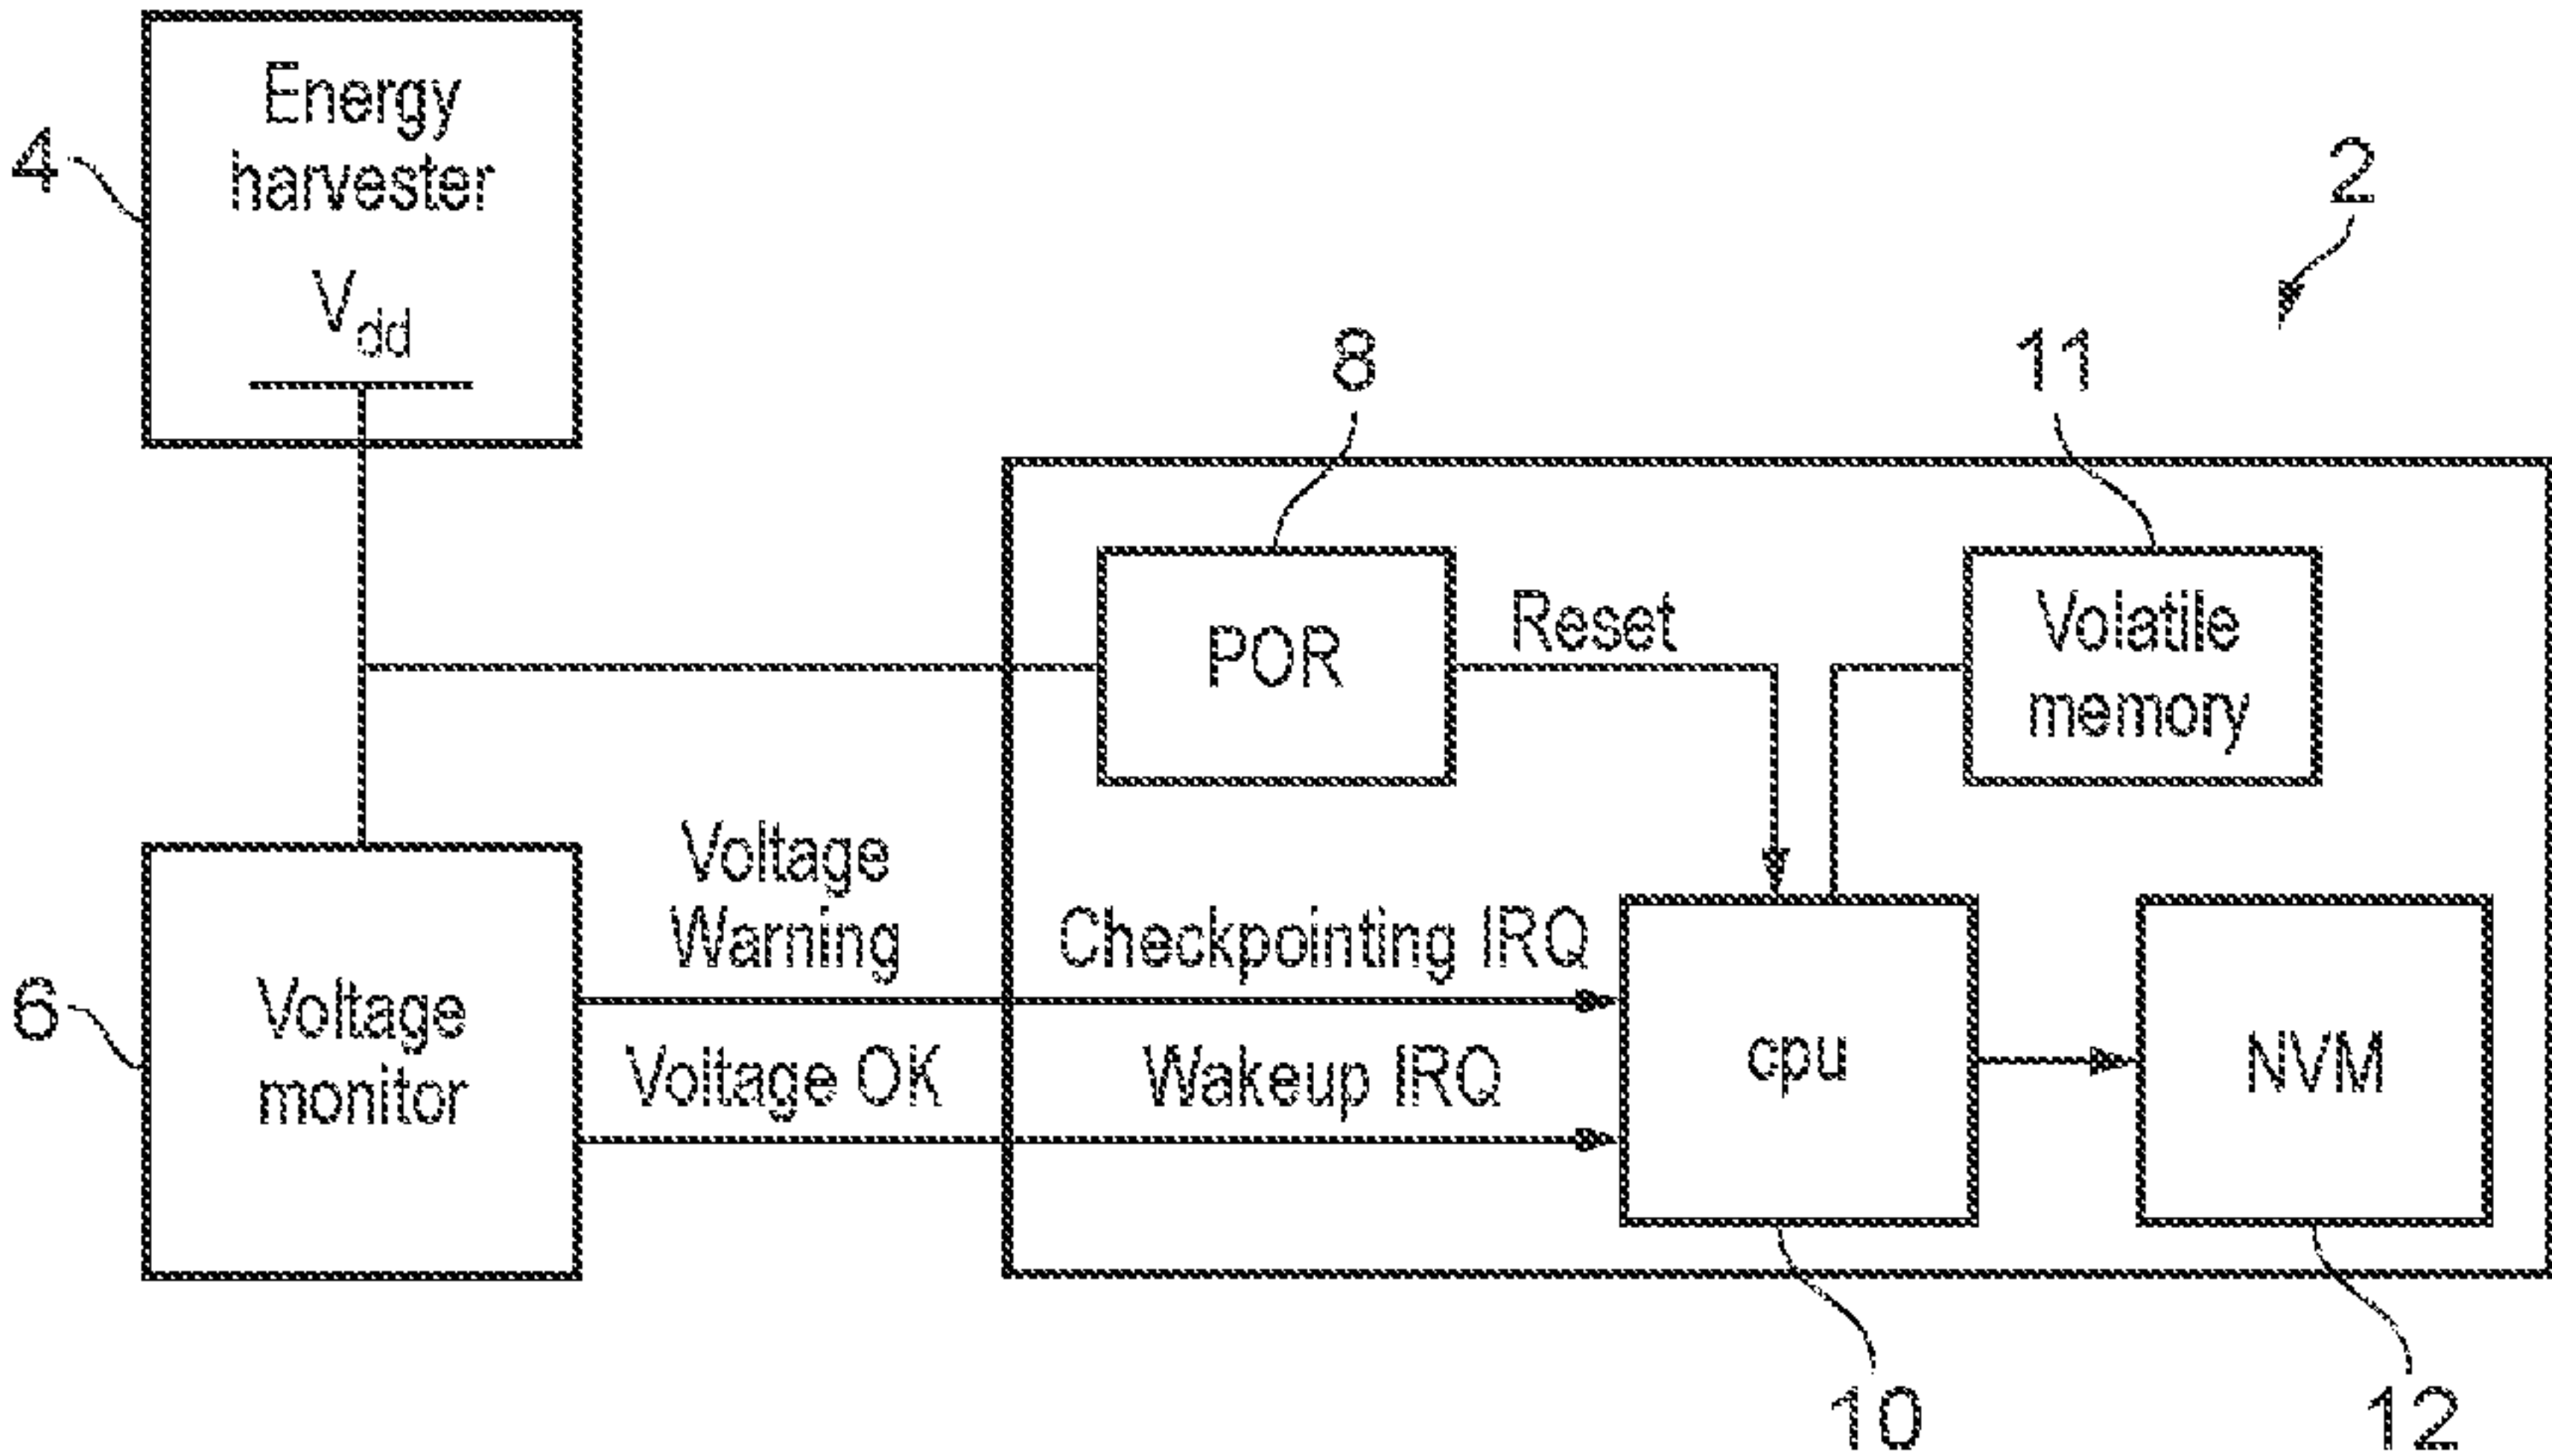 Energy
harvester
Vdd
4
2
8
11
POR
Reset
Volatile
memory
Voltage
Warning
Checkpointing IRQ
6
Voltage
monitor
Voltage OK
Wakeup IRQ
cpu
NVM
10
12